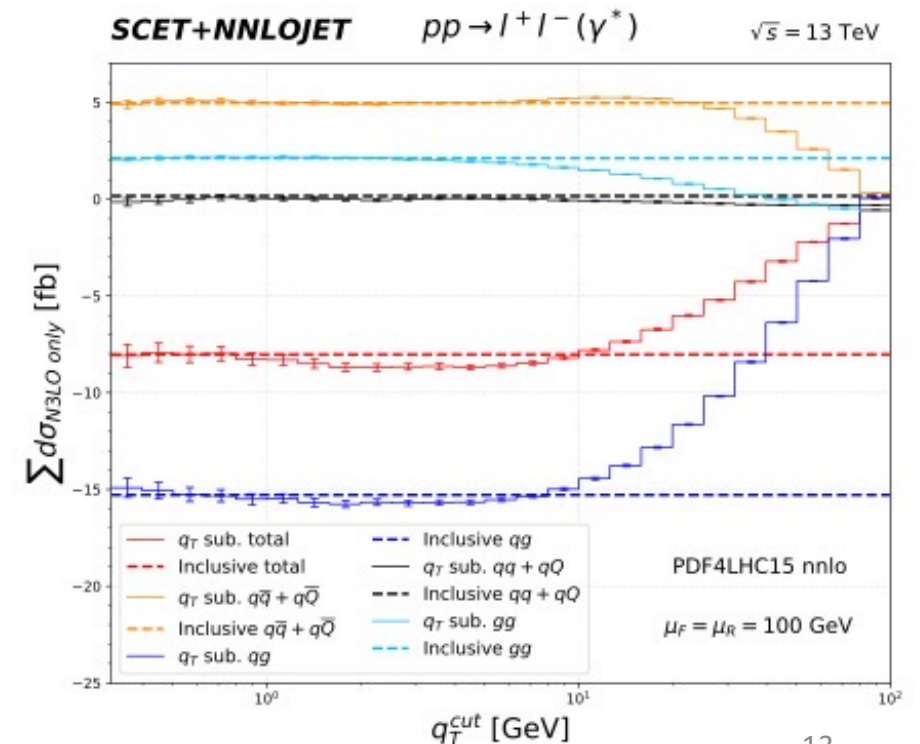 SCET+NNLOJET pp → l⁺l⁻(γ*) √s = 13 TeV
5
0
−5
−10
−15
−20
−25
∑dσ_{N3LO only} [fb]
q_T sub. total
Inclusive total
q_T sub. qq̅ + qQ̅
Inclusive qq̅ + qQ̅
q_T sub. qg
Inclusive qg
q_T sub. qq + qQ
Inclusive qq + qQ
q_T sub. gg
Inclusive gg
PDF4LHC15 nnlo
μ_F = μ_R = 100 GeV
10⁰ 10¹ 10²
q_T^{cut} [GeV]